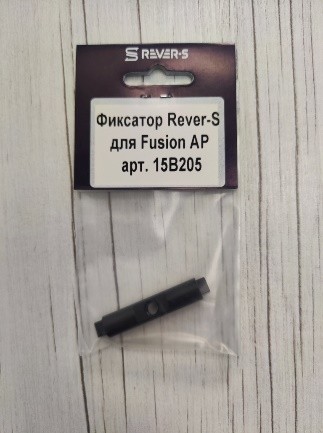 REVER-S
Фиксатор Rever-S
для Fusion AP
арт. 15B205